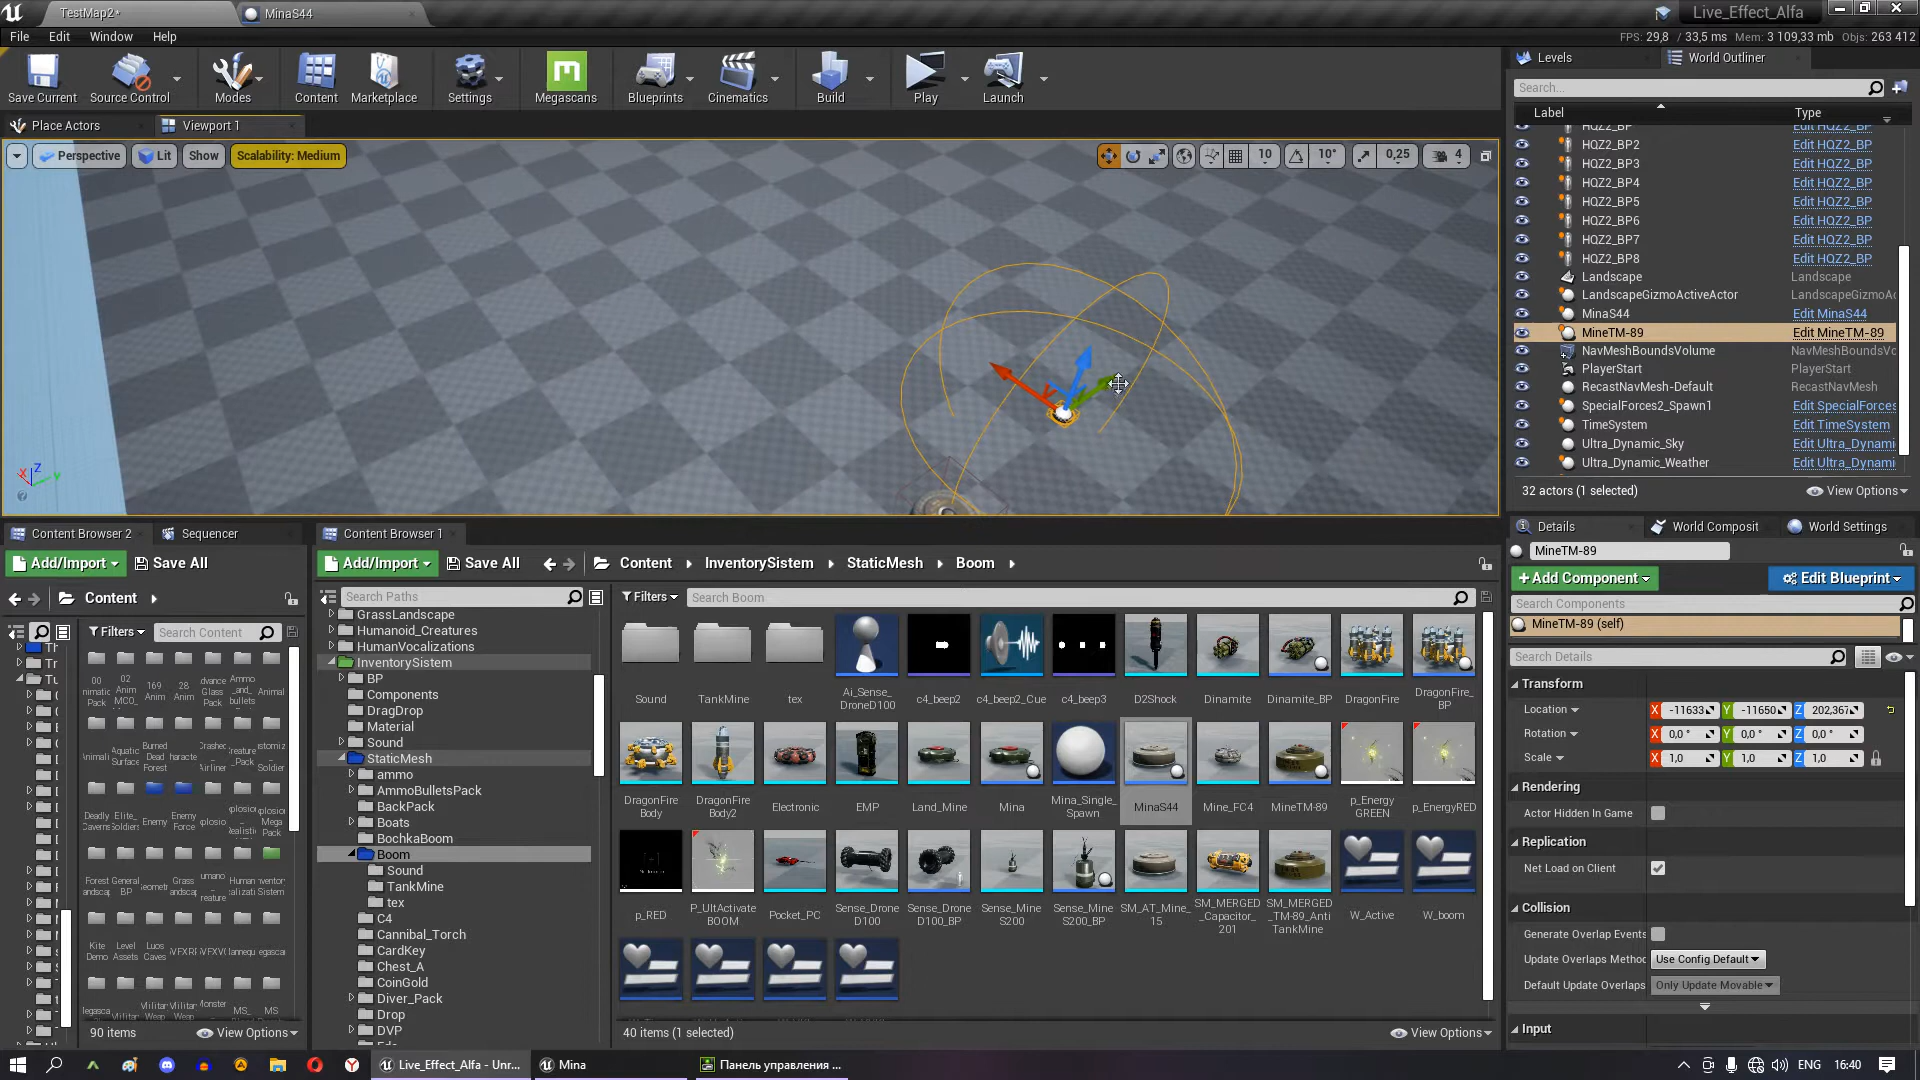 TestMap2*
MinaS44
Live_Effect_Alfa
File
Edit
Window
Help
FPS: 29,8 / 33,5 ms Mem: 3 109,33 mb Objs: 263 412
Save Current
Source Control
Modes
Content
Marketplace
Settings
Megascans
Blueprints
Cinematics
Build
Play
Launch
Levels
World Outliner
Search...
Label
Type
Place Actors
Viewport 1
Perspective
Lit
Show
Scalability: Medium
10
10°
0,25
4
HQZ2_BP Edit HQZ2_BP
HQZ2_BP2 Edit HQZ2_BP
HQZ2_BP3 Edit HQZ2_BP
HQZ2_BP4 Edit HQZ2_BP
HQZ2_BP5 Edit HQZ2_BP
HQZ2_BP6 Edit HQZ2_BP
HQZ2_BP7 Edit HQZ2_BP
HQZ2_BP8 Edit HQZ2_BP
Landscape Landscape
LandscapeGizmoActiveActor LandscapeGizmoAc
MinaS44 Edit MinaS44
MineTM-89 Edit MineTM-89
NavMeshBoundsVolume NavMeshBoundsVc
PlayerStart PlayerStart
RecastNavMesh-Default RecastNavMesh
SpecialForces2_Spawn1 Edit SpecialForces
TimeSystem Edit TimeSystem
Ultra_Dynamic_Sky Edit Ultra_Dynami
Ultra_Dynamic_Weather Edit Ultra_Dynami
32 actors (1 selected)
View Options
X
Z
Y
Content Browser 2
Sequencer
Add/Import
Save All
Content
Filters
Search Content
90 items
View Options
Content Browser 1
Add/Import
Save All
Content
InventorySistem
StaticMesh
Boom
Search Paths
GrassLandscape
Humanoid_Creatures
HumanVocalizations
InventorySistem
BP
Components
DragDrop
Material
Sound
StaticMesh
ammo
AmmoBulletsPack
BackPack
Boats
BochkaBoom
Boom
Sound
TankMine
tex
C4
Cannibal_Torch
CardKey
Chest_A
CoinGold
Diver_Pack
Drop
DVP
Filters
Search Boom
Sound
TankMine
tex
Ai_Sense_
DroneD100
c4_beep2
c4_beep2_Cue
c4_beep3
D2Shock
Dinamite
Dinamite_BP
DragonFire
DragonFire_
BP
DragonFire
Body
DragonFire
Body2
Electronic
EMP
Land_Mine
Mina
Mina_Single_
Spawn
MinaS44
Mine_FC4
MineTM-89
p_Energy
GREEN
p_EnergyRED
p_RED
P_UltActivate
BOOM
Pocket_PC
Sense_Drone
D100
Sense_Drone
D100_BP
Sense_Mine
S200
Sense_Mine
S200_BP
SM_AT_Mine_
15
SM_MERGED
_Capacitor_
201
SM_MERGED
_TM-89_Anti
TankMine
W_Active
W_boom
40 items (1 selected)
View Options
Details
World Composit
World Settings
MineTM-89
Add Component
Edit Blueprint
Search Components
MineTM-89 (self)
Search Details
Transform
Location X -11633 Y -11650 Z 202,367
Rotation X 0,0 ° Y 0,0 ° Z 0,0 °
Scale X 1,0 Y 1,0 Z 1,0
Rendering
Actor Hidden In Game
Replication
Net Load on Client
Collision
Generate Overlap Events
Update Overlaps Methoc Use Config Default
Default Update Overlaps Only Update Movable
Input
Live_Effect_Alfa - Unr...
Mina
Панель управления ...
ENG
16:40